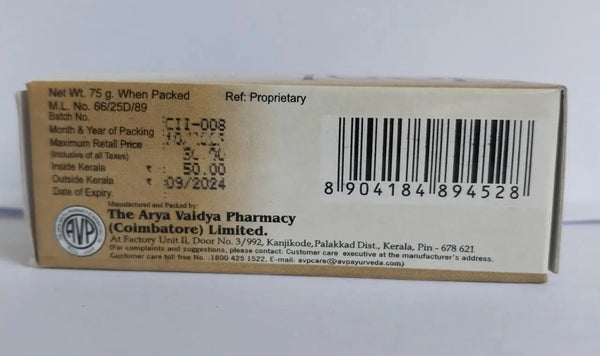 Net Wt. 75 g. When Packed
Ref: Proprietary
M.L. No. 66/25D/89
Batch No. CII-008
Month & Year of Packing
Maximum Retail Price
(Inclusive of all Taxes)
Inside Kerala ₹
Outside Kerala ₹ 50.00
Date of Expiry. 09/2024
8 904184 894528
Manufactured and Packed by:
The Arya Vaidya Pharmacy
(Coimbatore) Limited.
AVP
At Factory Unit II, Door No. 3/992, Kanjikode, Palakkad Dist., Kerala, Pin - 678 621
(For complaints and suggestions, please contact: Customer care executive at the manufacturer's address.
Customer care toll free No. :1800 425 1522, E-mail: avpcare@avpayurveda.com)